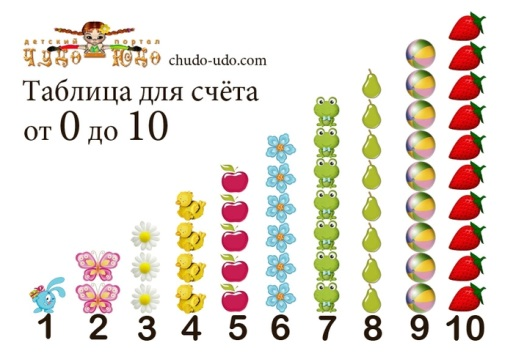 детский портал
Чудо-Юдо
chudo-udo.com
Таблица для счёта
от 0 до 10
1 2 3 4 5 6 7 8 9 10